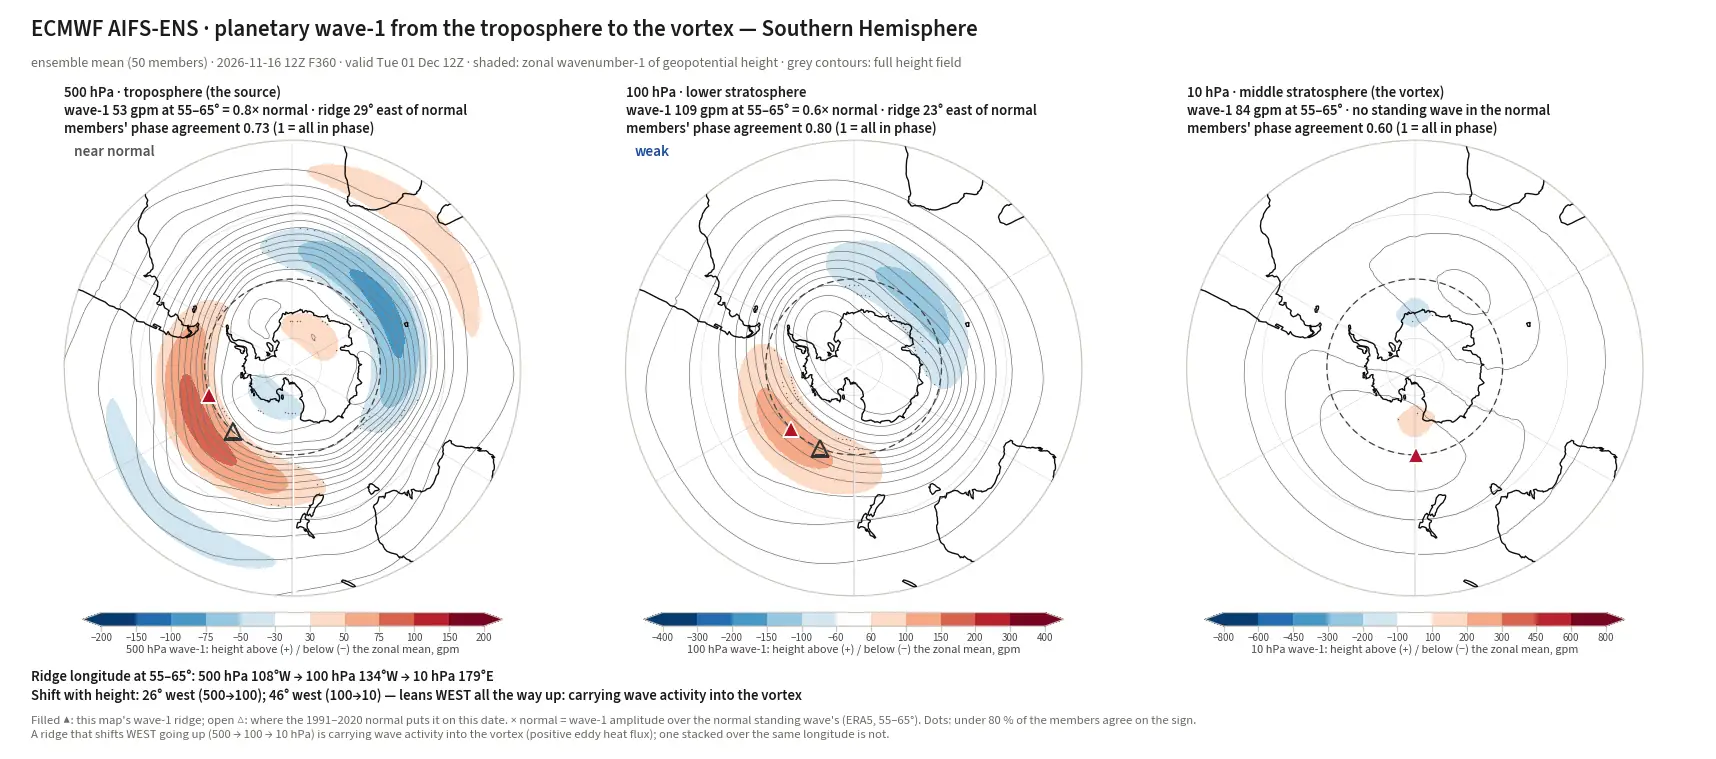 ECMWF AIFS-ENS · planetary wave-1 from the troposphere to the vortex — Southern Hemisphere
ensemble mean (50 members) · 2026-11-16 12Z F360 · valid Tue 01 Dec 12Z · shaded: zonal wavenumber-1 of geopotential height · grey contours: full height field
500 hPa · troposphere (the source)
wave-1 53 gpm at 55–65° = 0.8× normal · ridge 29° east of normal
members' phase agreement 0.73 (1 = all in phase)
near normal
100 hPa · lower stratosphere
wave-1 109 gpm at 55–65° = 0.6× normal · ridge 23° east of normal
members' phase agreement 0.80 (1 = all in phase)
weak
10 hPa · middle stratosphere (the vortex)
wave-1 84 gpm at 55–65° · no standing wave in the normal
members' phase agreement 0.60 (1 = all in phase)
−200 −150 −100 −75 −50 −30 30 50 75 100 150 200
500 hPa wave-1: height above (+) / below (−) the zonal mean, gpm
−400 −300 −200 −150 −100 −60 60 100 150 200 300 400
100 hPa wave-1: height above (+) / below (−) the zonal mean, gpm
−800 −600 −450 −300 −200 −100 100 200 300 450 600 800
10 hPa wave-1: height above (+) / below (−) the zonal mean, gpm
Ridge longitude at 55–65°: 500 hPa 108°W → 100 hPa 134°W → 10 hPa 179°E
Shift with height: 26° west (500→100); 46° west (100→10) — leans WEST all the way up: carrying wave activity into the vortex
Filled ▲: this map's wave-1 ridge; open △: where the 1991–2020 normal puts it on this date. × normal = wave-1 amplitude over the normal standing wave's (ERA5, 55–65°). Dots: under 80 % of the members agree on the sign.
A ridge that shifts WEST going up (500 → 100 → 10 hPa) is carrying wave activity into the vortex (positive eddy heat flux); one stacked over the same longitude is not.